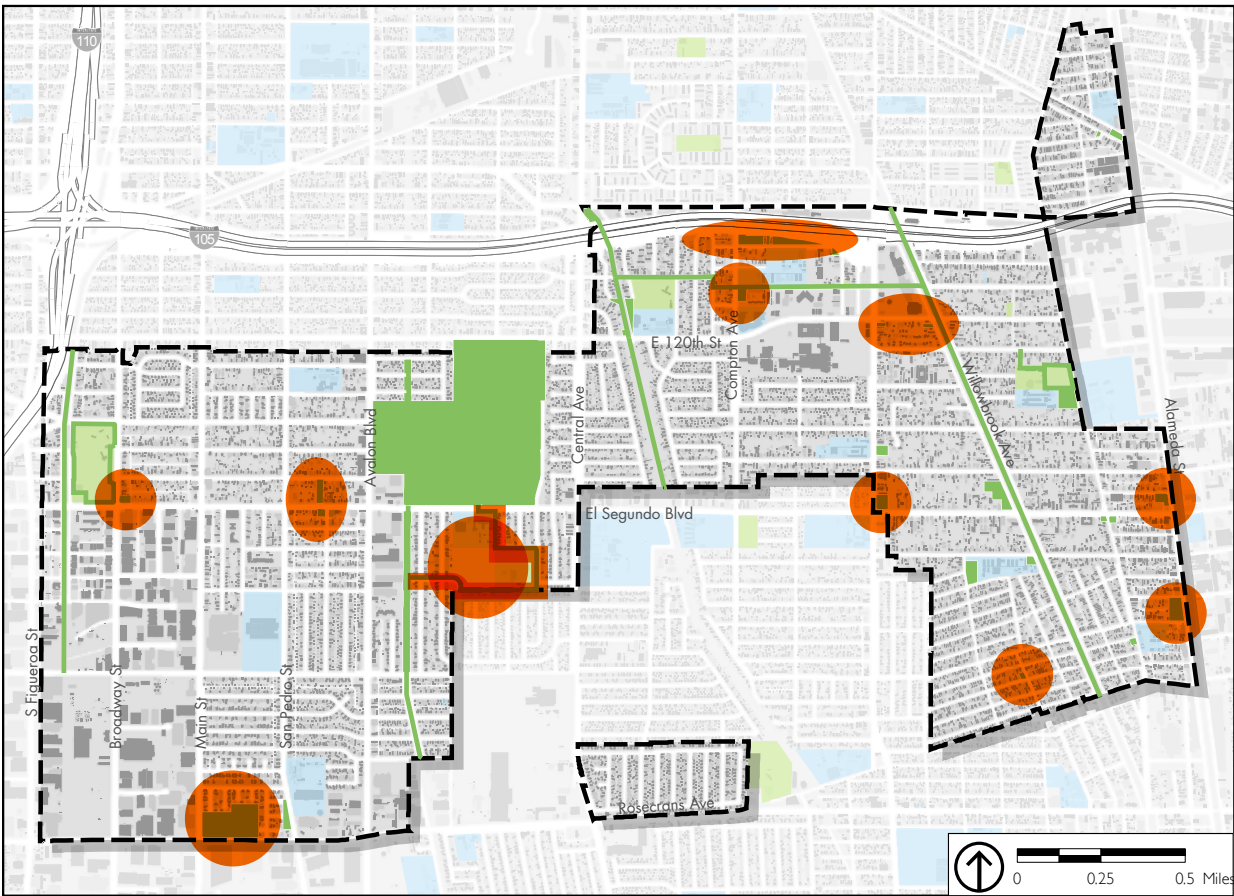 110
105
E 120th St
Compton Ave
Willowbrook Ave
Central Ave
Avalon Blvd
Alameda St
El Segundo Blvd
S Figueroa St
Broadway St
Main St
San Pedro St
Rosecrans Ave
0
0.25
0.5 Miles